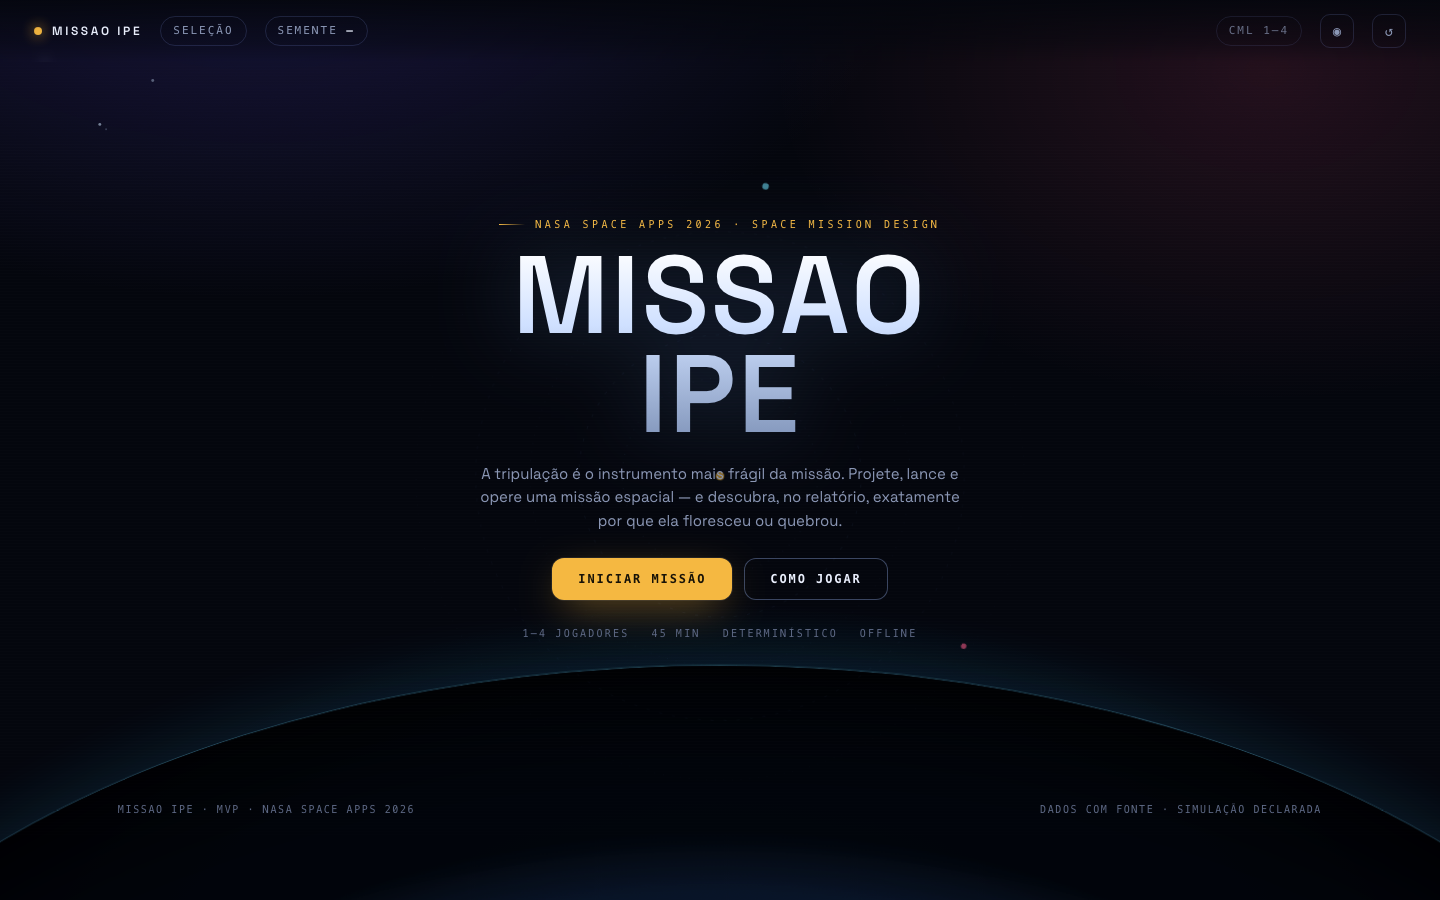 MISSAO IPE
SELEÇÃO
SEMENTE —
CML 1–4
NASA SPACE APPS 2026 · SPACE MISSION DESIGN
MISSAO
IPE
A tripulação é o instrumento mais frágil da missão. Projete, lance e
opere uma missão espacial — e descubra, no relatório, exatamente
por que ela floresceu ou quebrou.
INICIAR MISSÃO
COMO JOGAR
1–4 JOGADORES 45 MIN DETERMINÍSTICO OFFLINE
MISSAO IPE · MVP · NASA SPACE APPS 2026
DADOS COM FONTE · SIMULAÇÃO DECLARADA